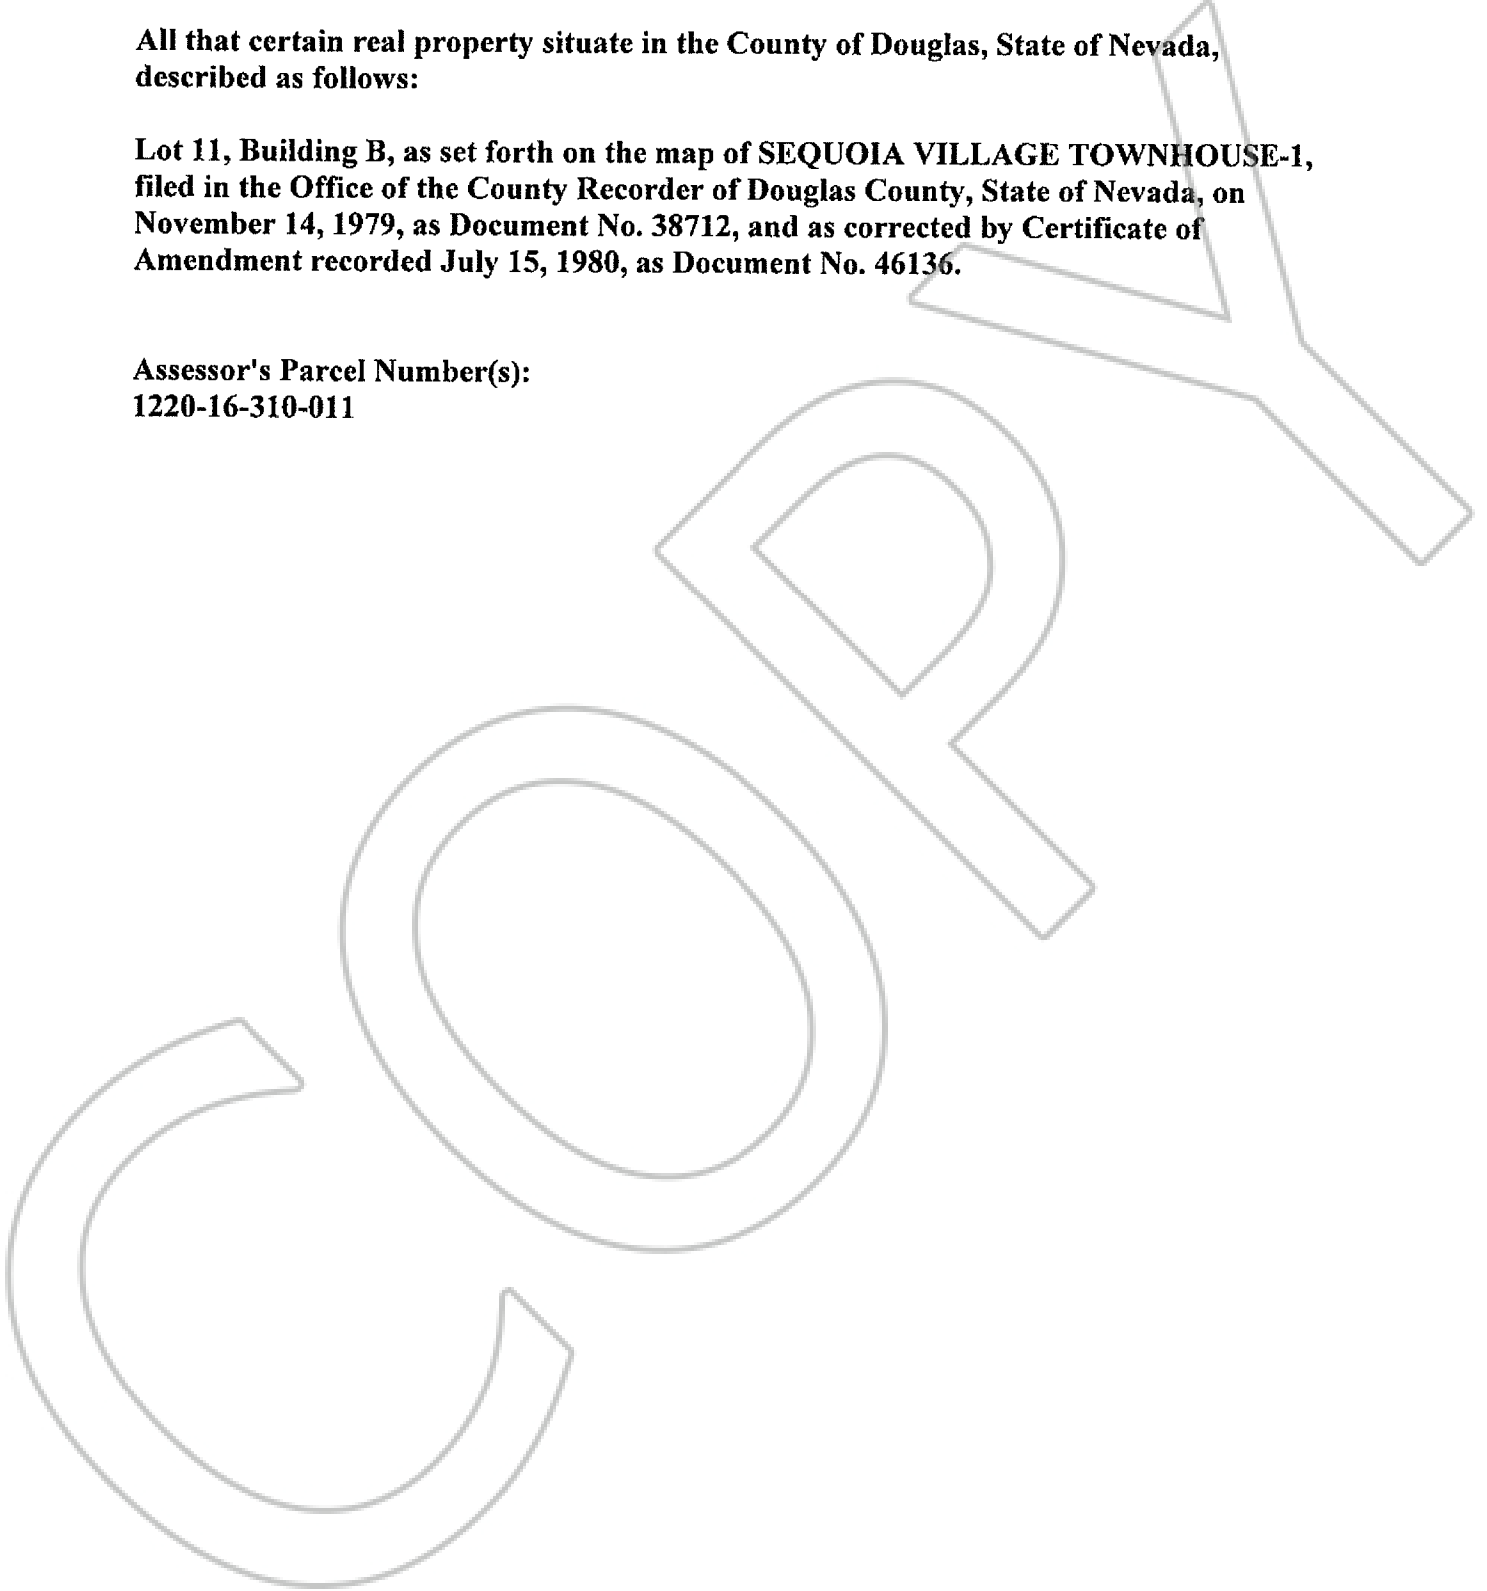 All that certain real property situate in the County of Douglas, State of Nevada,
described as follows:
Lot 11, Building B, as set forth on the map of SEQUOIA VILLAGE TOWNHOUSE-1,
filed in the Office of the County Recorder of Douglas County, State of Nevada, on
November 14, 1979, as Document No. 38712, and as corrected by Certificate of
Amendment recorded July 15, 1980, as Document No. 46136.
Assessor's Parcel Number(s):
1220-16-310-011
COPY